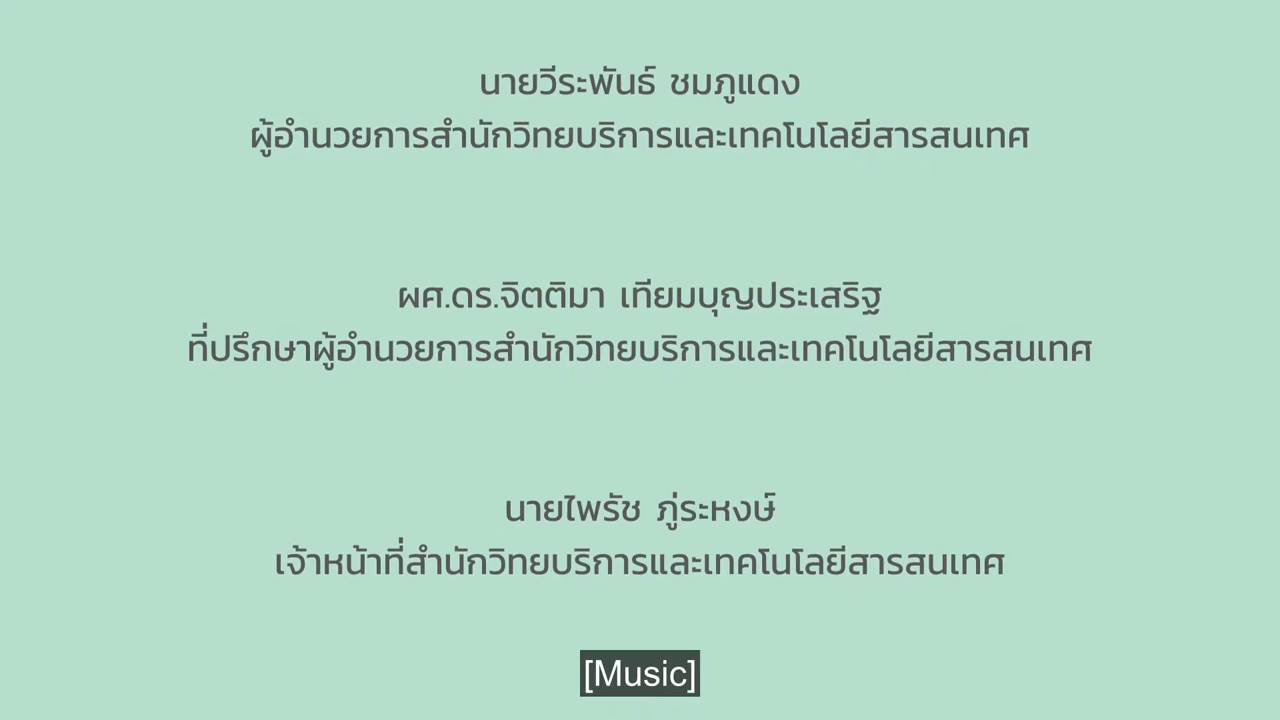 นายวีระพันธ์ ชมภูแดง
ผู้อำนวยการสำนักวิทยบริการและเทคโนโลยีสารสนเทศ
ผศ.ดร.จิตติมา เทียมบุญประเสริฐ
ที่ปรึกษาผู้อำนวยการสำนักวิทยบริการและเทคโนโลยีสารสนเทศ
นายไพรัช ภู่ระหงษ์
เจ้าหน้าที่สำนักวิทยบริการและเทคโนโลยีสารสนเทศ
[Music]